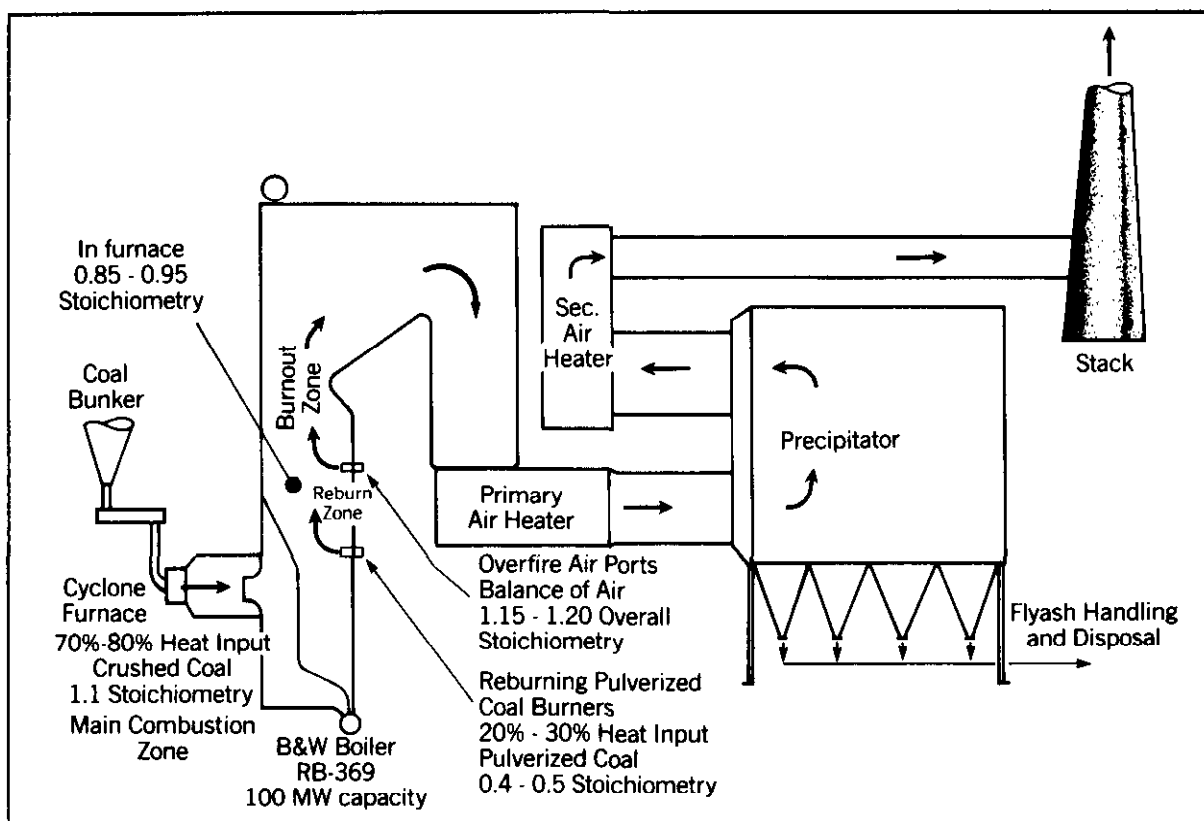 In furnace
0.85 - 0.95
Stoichiometry
Coal
Bunker
Cyclone
Furnace
70%-80% Heat Input
Crushed Coal
1.1 Stoichiometry
Main Combustion
Zone
Burnout
Zone
Reburn
Zone
B&W Boiler
RB-369
100 MW capacity
Primary
Air Heater
Overfire Air Ports
Balance of Air
1.15 - 1.20 Overall
Stoichiometry
Reburning Pulverized
Coal Burners
20% - 30% Heat Input
Pulverized Coal
0.4 - 0.5 Stoichiometry
Sec.
Air
Heater
Precipitator
Stack
Flyash Handling
and Disposal